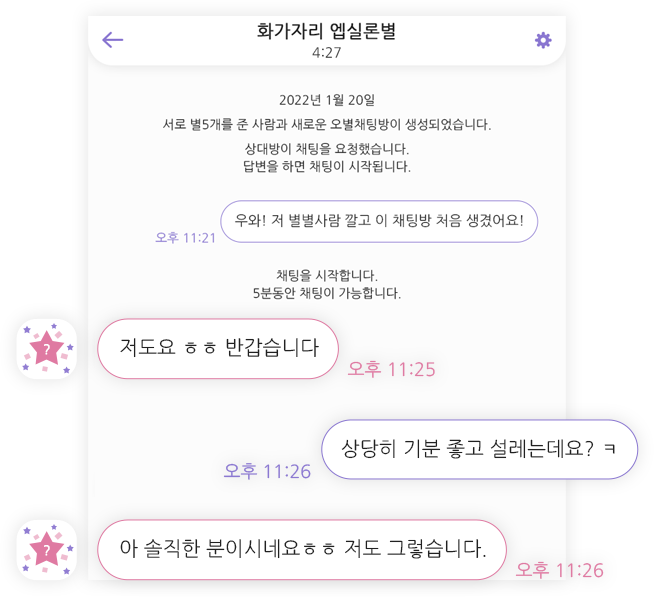 화가자리 엡실론별
4:27
2022년 1월 20일
서로 별5개를 준 사람과 새로운 오별채팅방이 생성되었습니다.
상대방이 채팅을 요청했습니다.
답변을 하면 채팅이 시작됩니다.
우와! 저 별별사람 깔고 이 채팅방 처음 생겼어요!
오후 11:21
채팅을 시작합니다.
5분동안 채팅이 가능합니다.
?
저도요 ㅎㅎ 반갑습니다
오후 11:25
상당히 기분 좋고 설레는데요? ㅋ
오후 11:26
?
아 솔직한 분이시네요ㅎㅎ 저도 그렇습니다.
오후 11:26